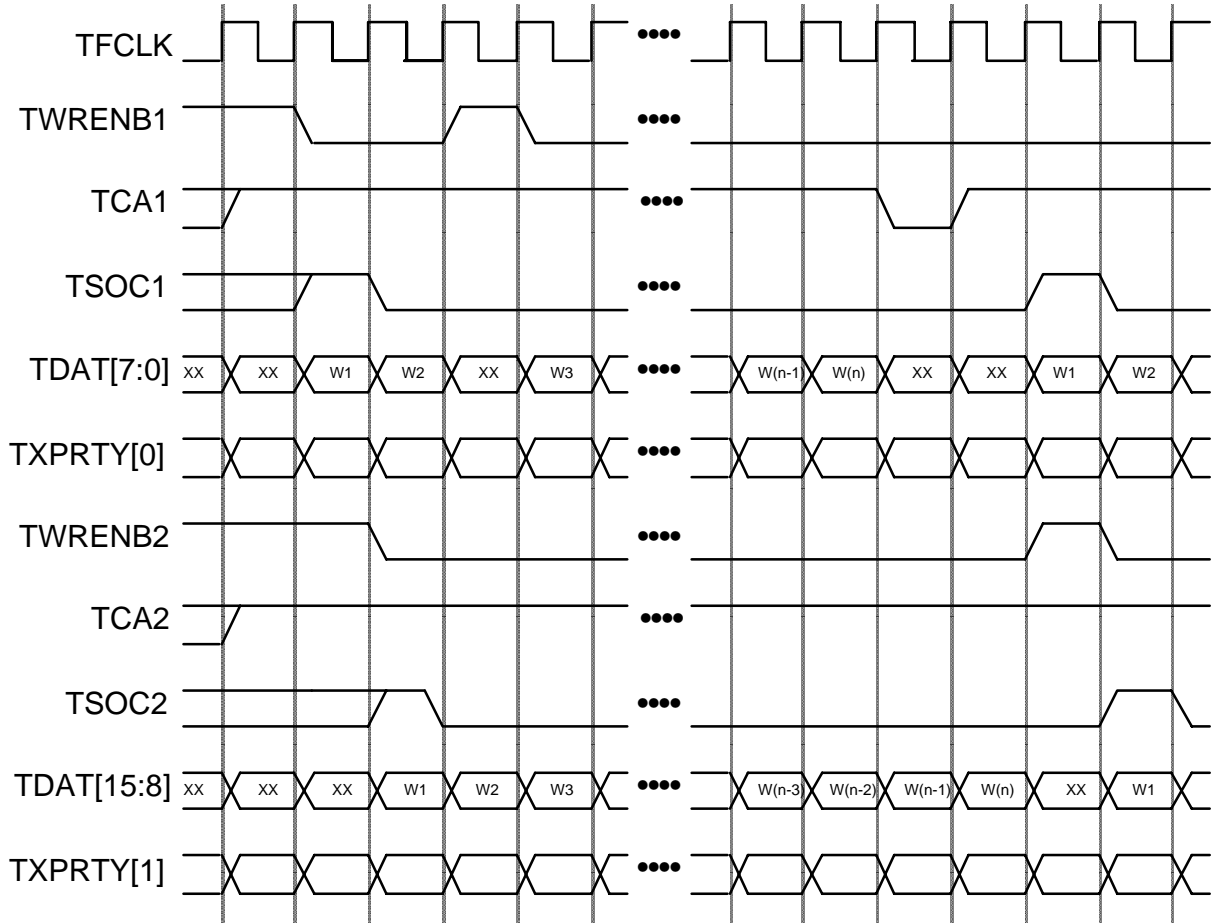 TFCLK
TWRENB1
TCA1
TSOC1
TDAT[7:0] XX XX W1 W2 XX W3 W(n-1) W(n) XX XX W1 W2
TXPRTY[0]
TWRENB2
TCA2
TSOC2
TDAT[15:8] XX XX XX W1 W2 W3 W(n-3) W(n-2) W(n-1) W(n) XX W1
TXPRTY[1]